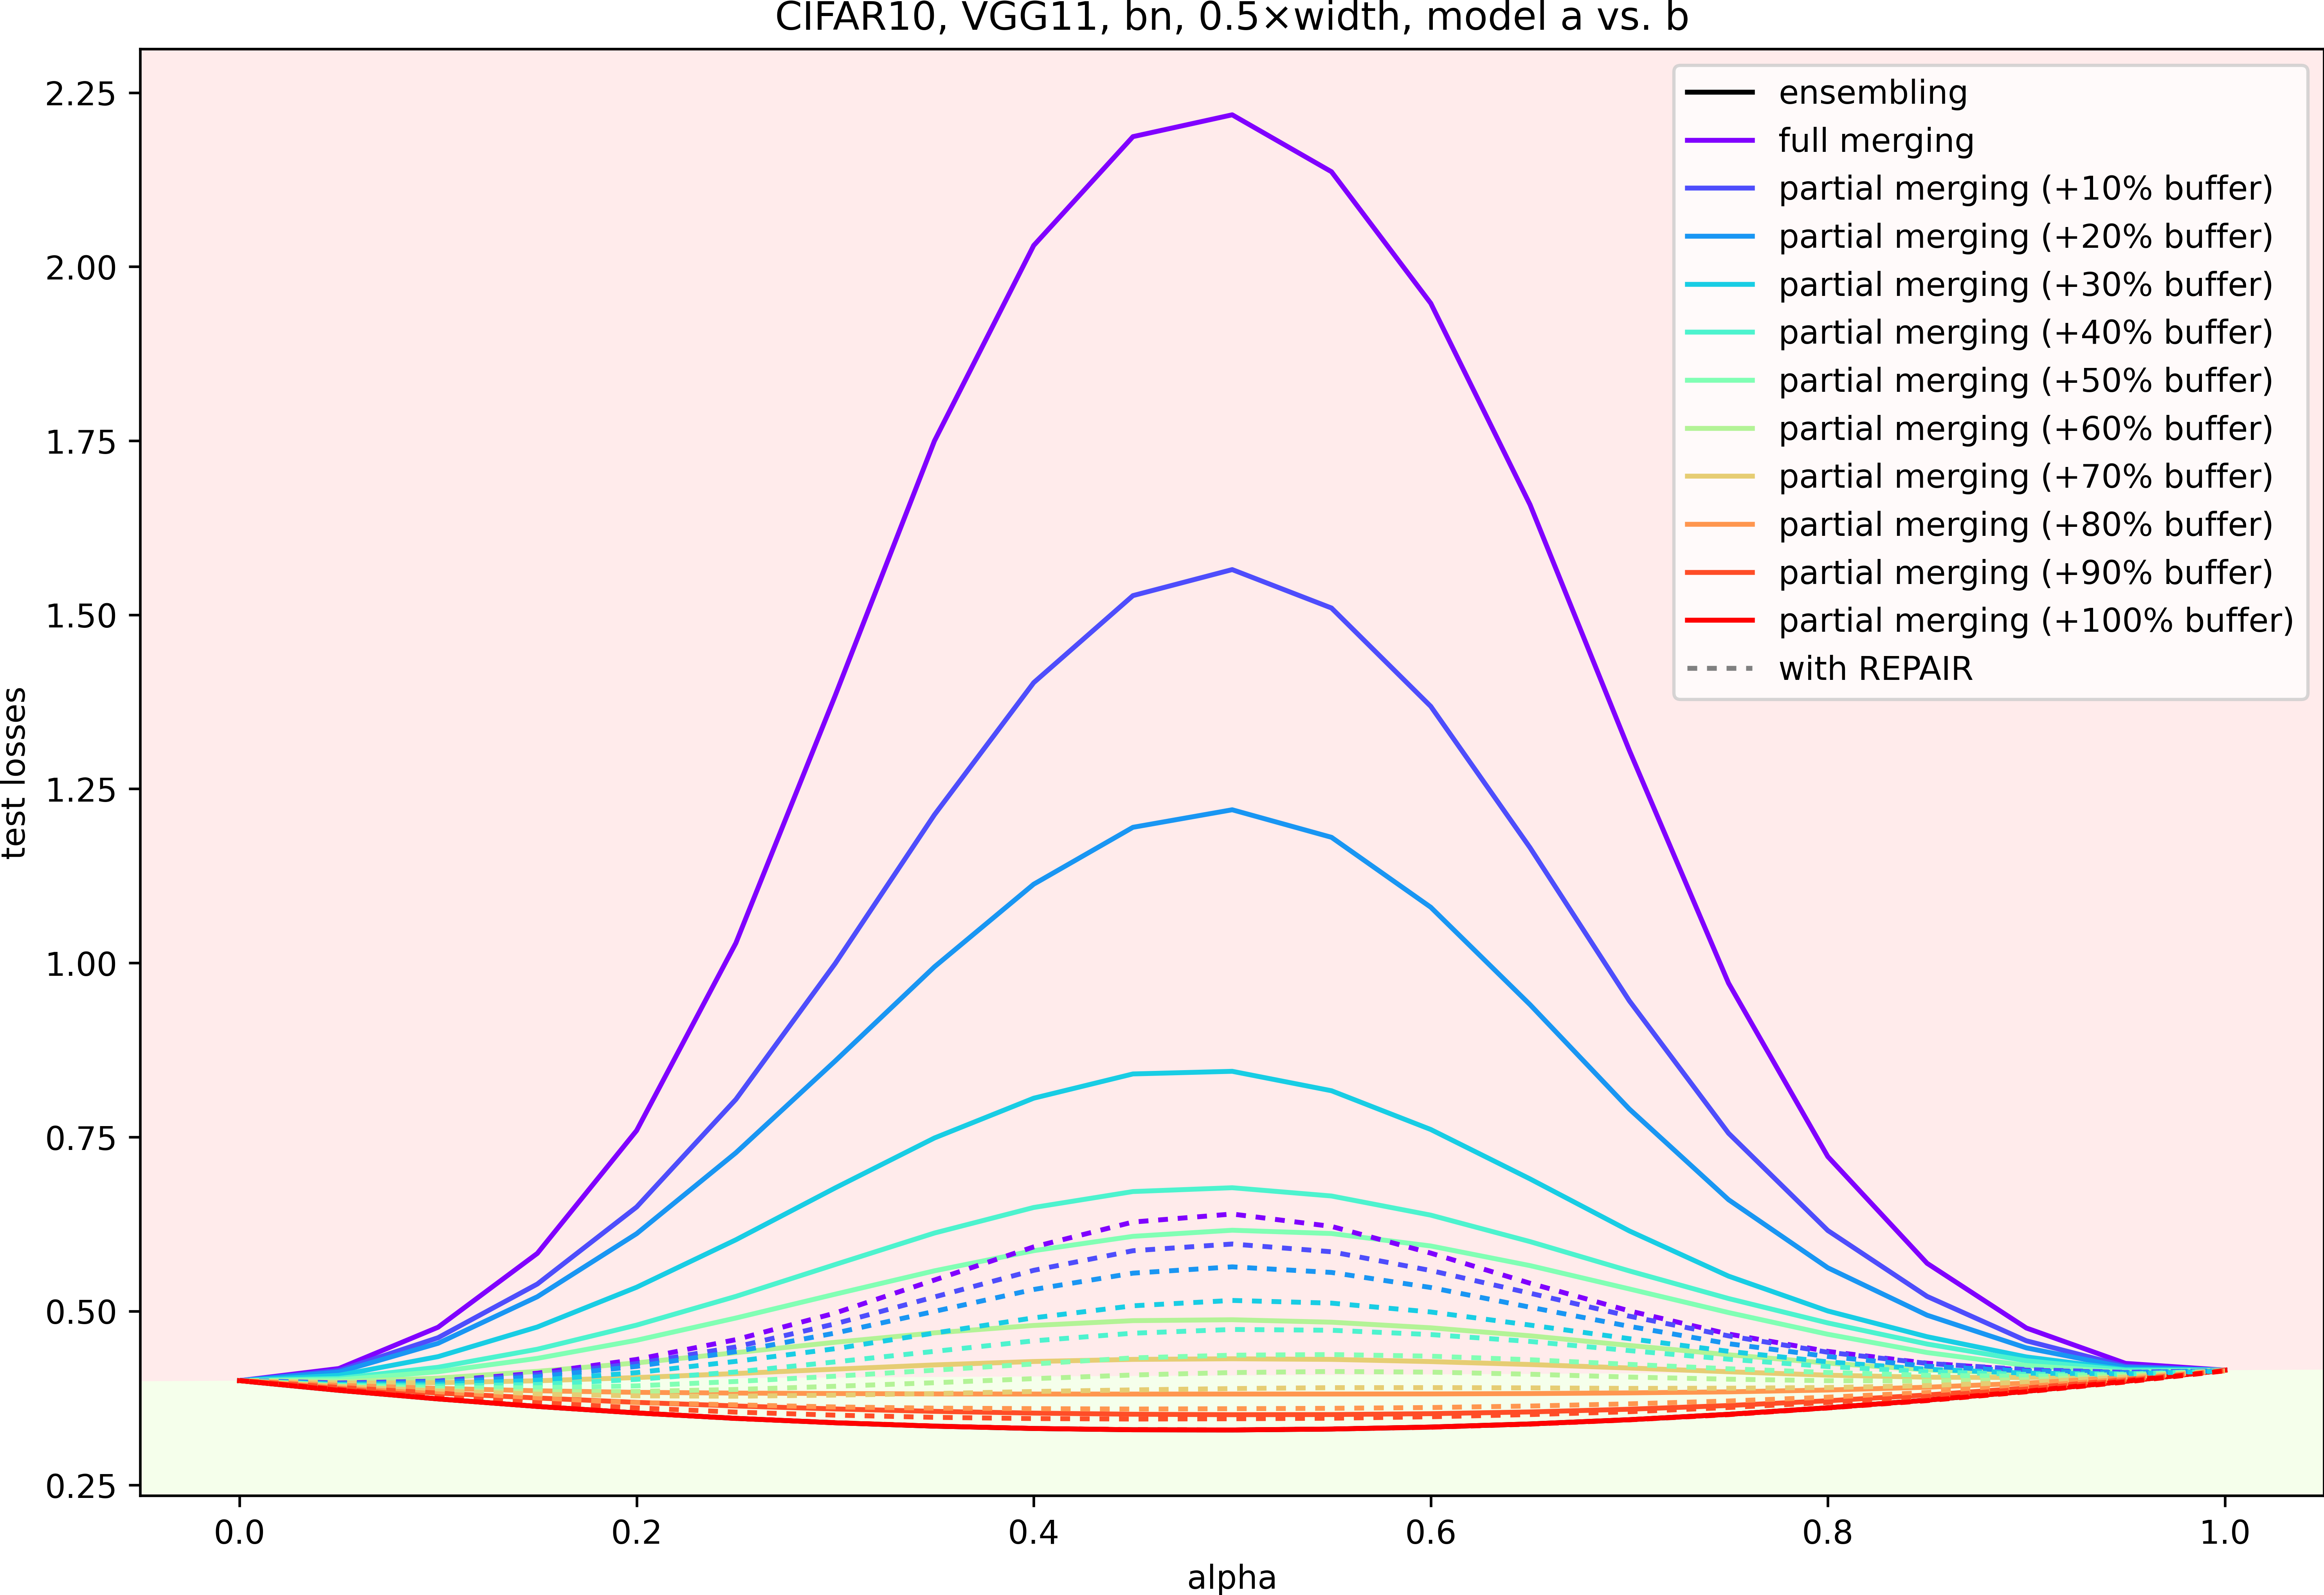 CIFAR10, VGG11, bn, 0.5×width, model a vs. b
2.25
2.00
1.75
1.50
1.25
1.00
0.75
0.50
0.25
test losses
ensembling
full merging
partial merging (+10% buffer)
partial merging (+20% buffer)
partial merging (+30% buffer)
partial merging (+40% buffer)
partial merging (+50% buffer)
partial merging (+60% buffer)
partial merging (+70% buffer)
partial merging (+80% buffer)
partial merging (+90% buffer)
partial merging (+100% buffer)
with REPAIR
0.0 0.2 0.4 0.6 0.8 1.0
alpha